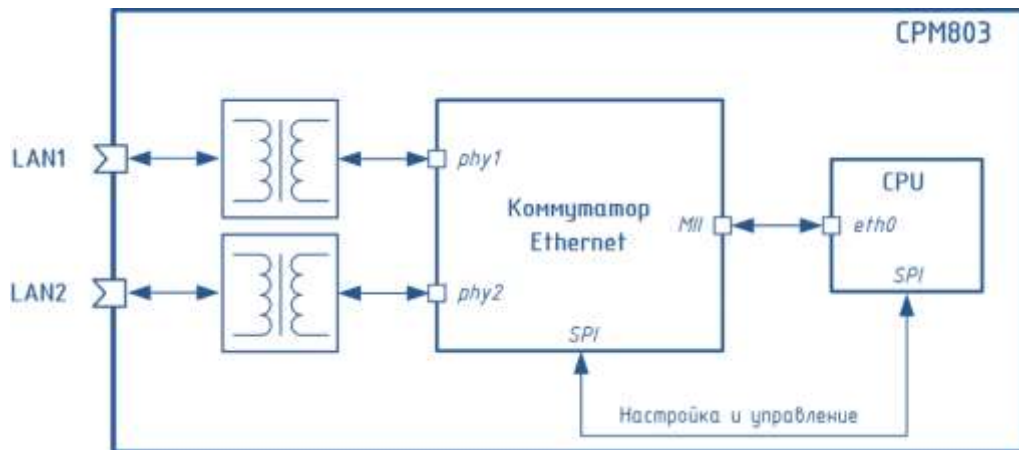 CPM803
LAN1
phy1
CPU
Коммутатор
Ethernet
MII
eth0
LAN2
phy2
SPI
SPI
Настройка и управление